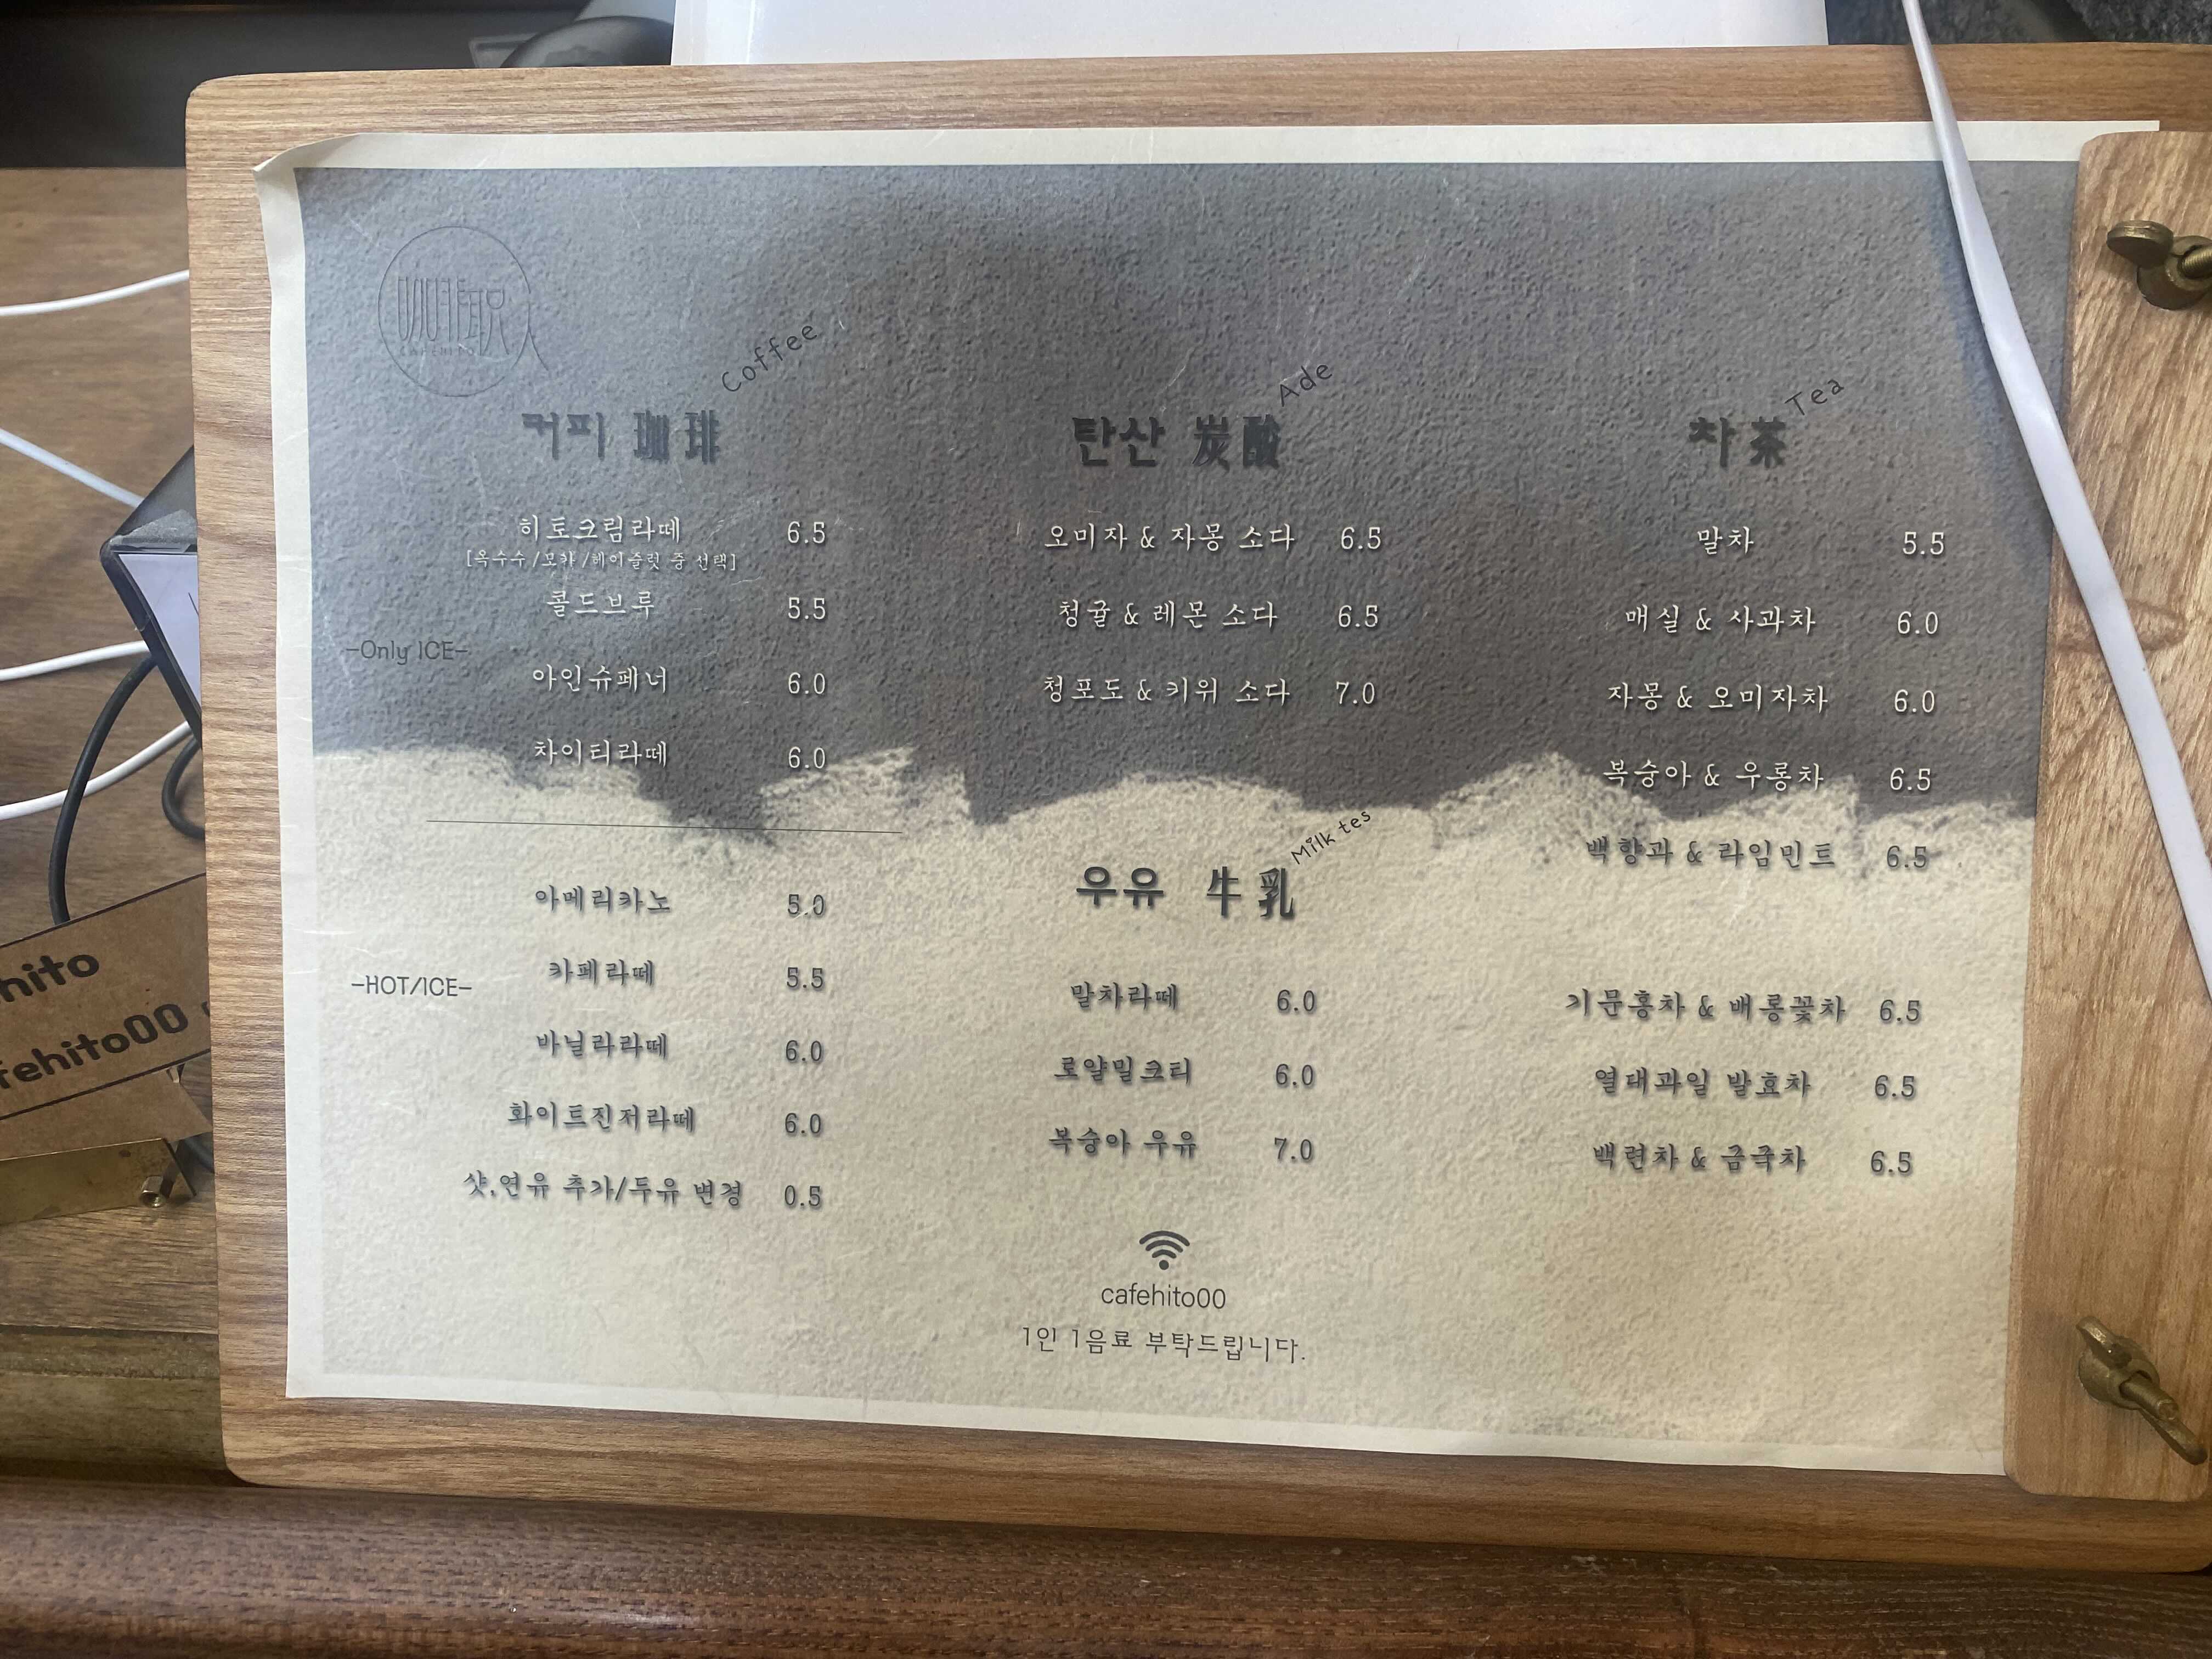 咖啡職人
CAFEHITO
Coffee
커피 珈琲
히토크림라떼 6.5
[옥수수/모카/헤이즐넛 중 선택]
콜드브루 5.5
-Only ICE-
아인슈페너 6.0
차이티라떼 6.0
아메리카노 5.0
카페라떼 5.5
-HOT/ICE-
바닐라라떼 6.0
화이트진저라떼 6.0
샷,연유 추가/두유 변경 0.5
Ade
탄산 炭酸
오미자 & 자몽 소다 6.5
청귤 & 레몬 소다 6.5
청포도 & 키위 소다 7.0
Milk tes
우유 牛乳
말차라떼 6.0
로얄밀크티 6.0
복숭아 우유 7.0
cafehito00
1인 1음료 부탁드립니다.
Tea
차 茶
말차 5.5
매실 & 사과차 6.0
자몽 & 오미자차 6.0
복숭아 & 우롱차 6.5
백향과 & 라임민트 6.5
기문홍차 & 배롱꽃차 6.5
열대과일 발효차 6.5
백련차 & 금국차 6.5
hito
fehito00